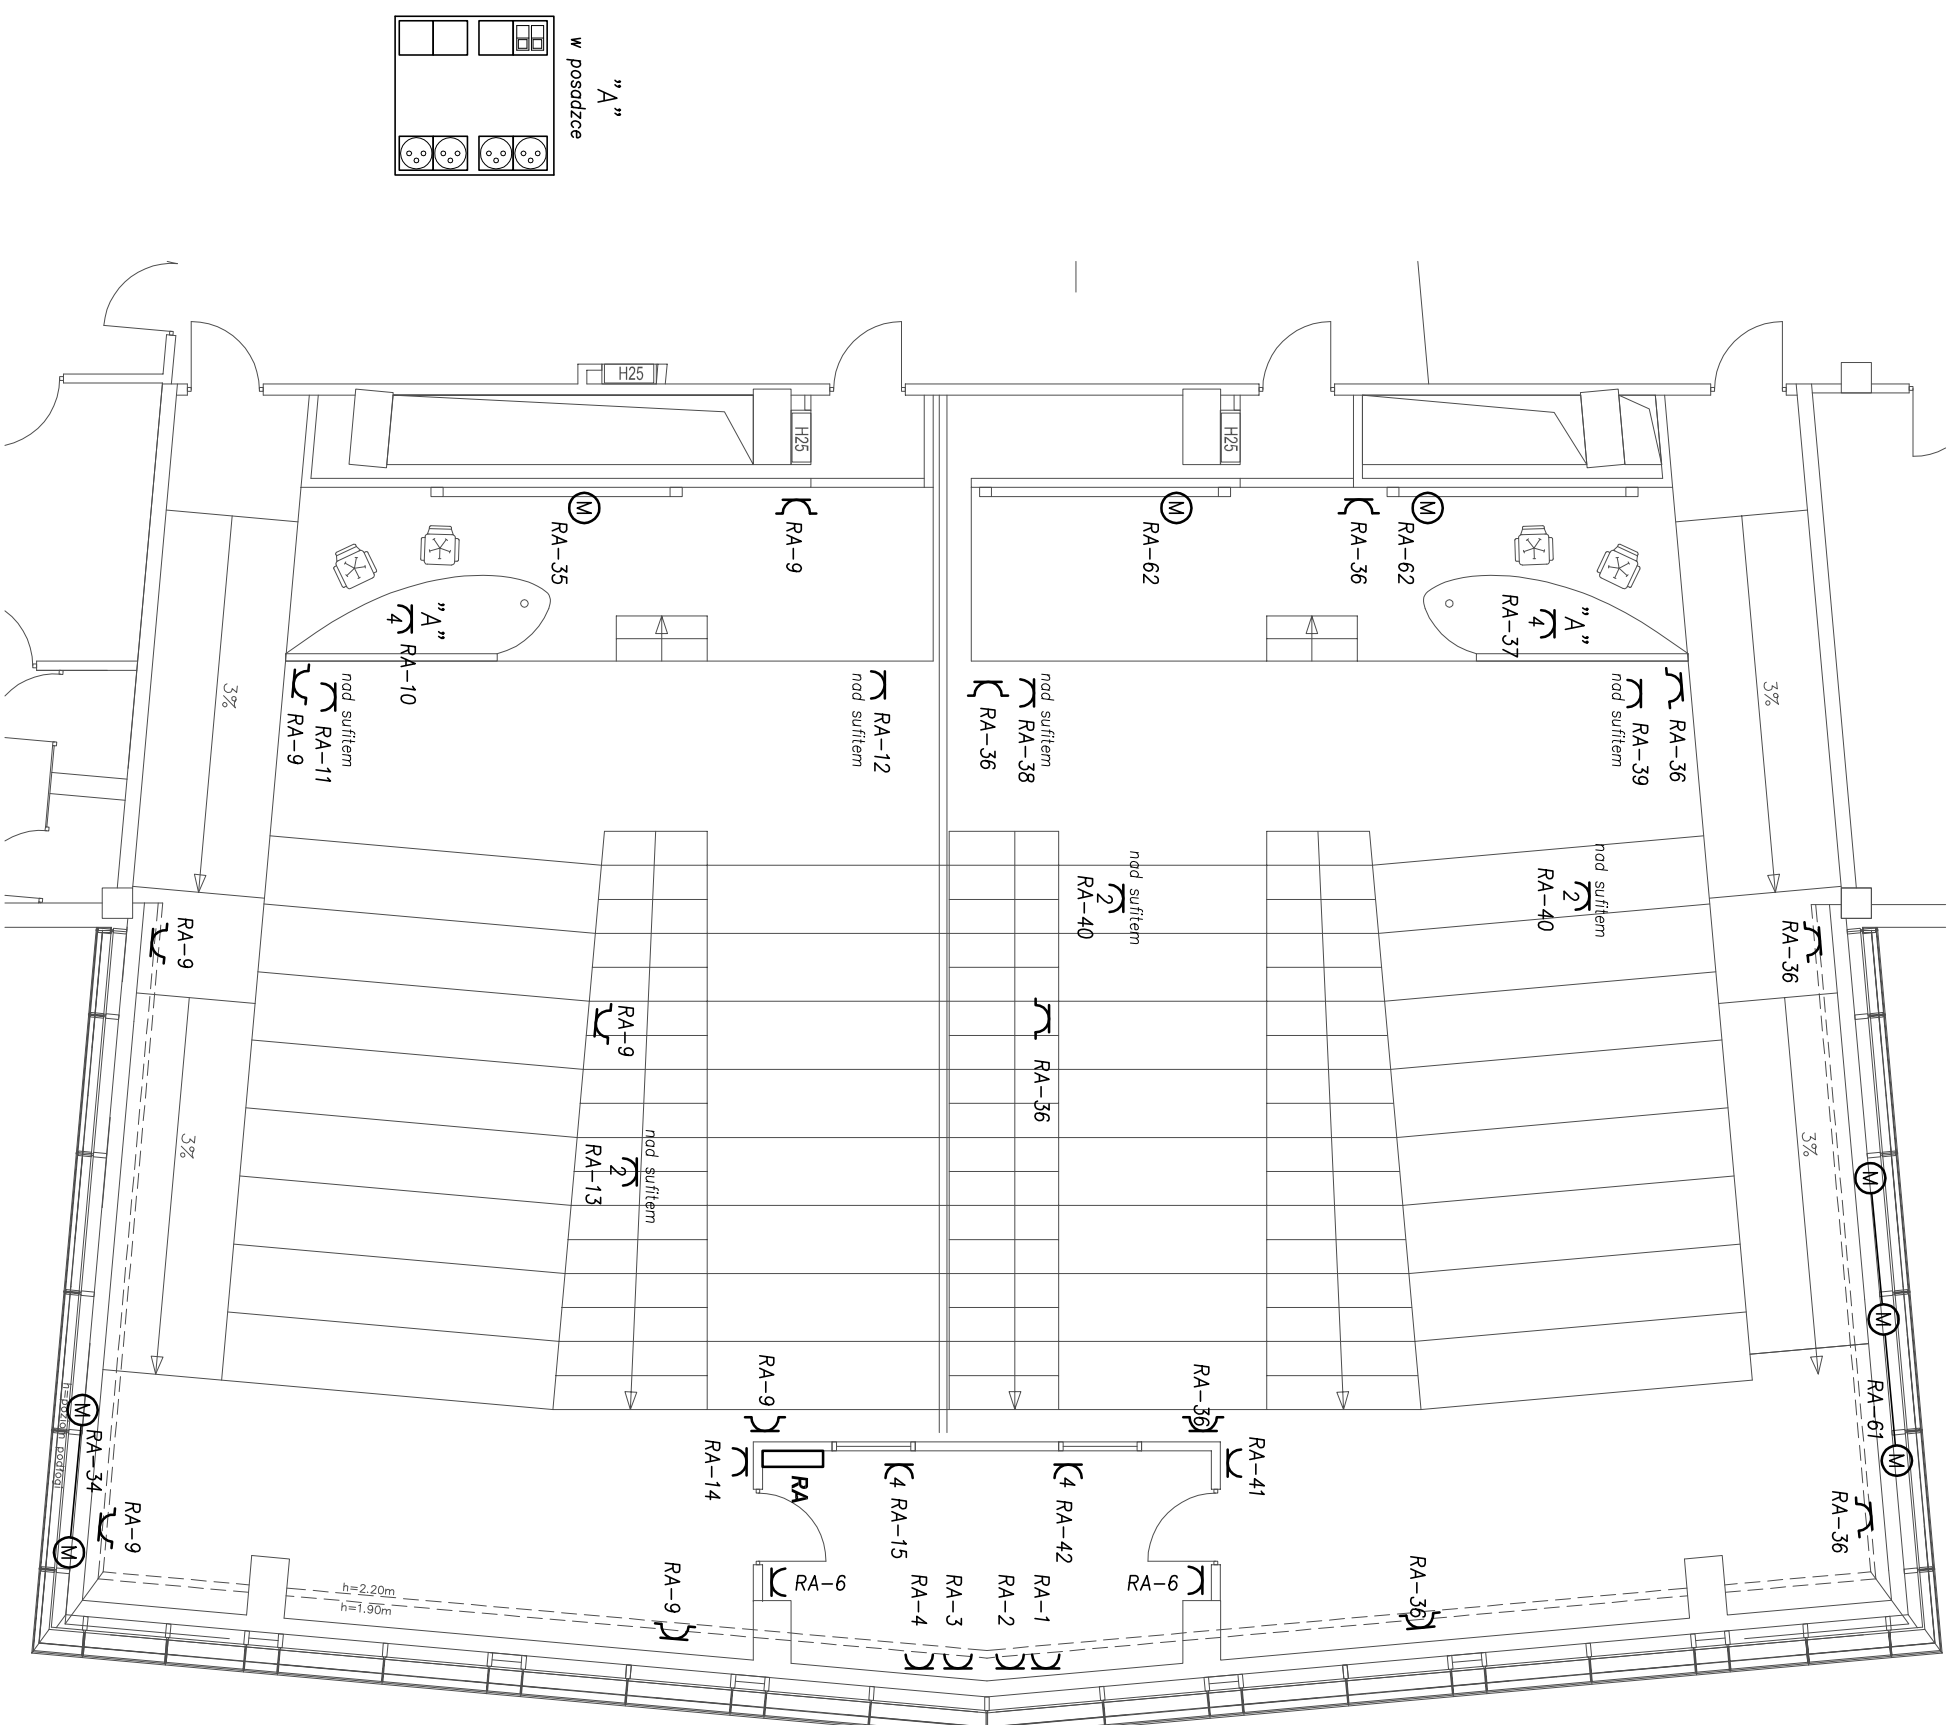 "A"
w posadzce
H25
H25
H25
RA-35
RA-9
RA-62
RA-36
RA-62
"A"
4
RA-10
"A"
4
RA-37
3%
3%
RA-9
RA-11
nad sufitem
nad sufitem
RA-12
RA-36
RA-38
nad sufitem
nad sufitem
RA-39
RA-36
RA-40
2
nad sufitem
RA-40
2
nad sufitem
RA-9
RA-36
RA-9
RA-36
3%
3%
RA-13
2
nad sufitem
M
M
M
M
M
M
M
M
RA-9
RA-36
RA-61
RA-34
RA-14
RA
RA-41
4 RA-15
4 RA-42
RA-9
RA-36
RA-6
RA-6
RA-9
RA-4
RA-3
RA-2
RA-1
RA-36
h=2.20m
h=1.90m